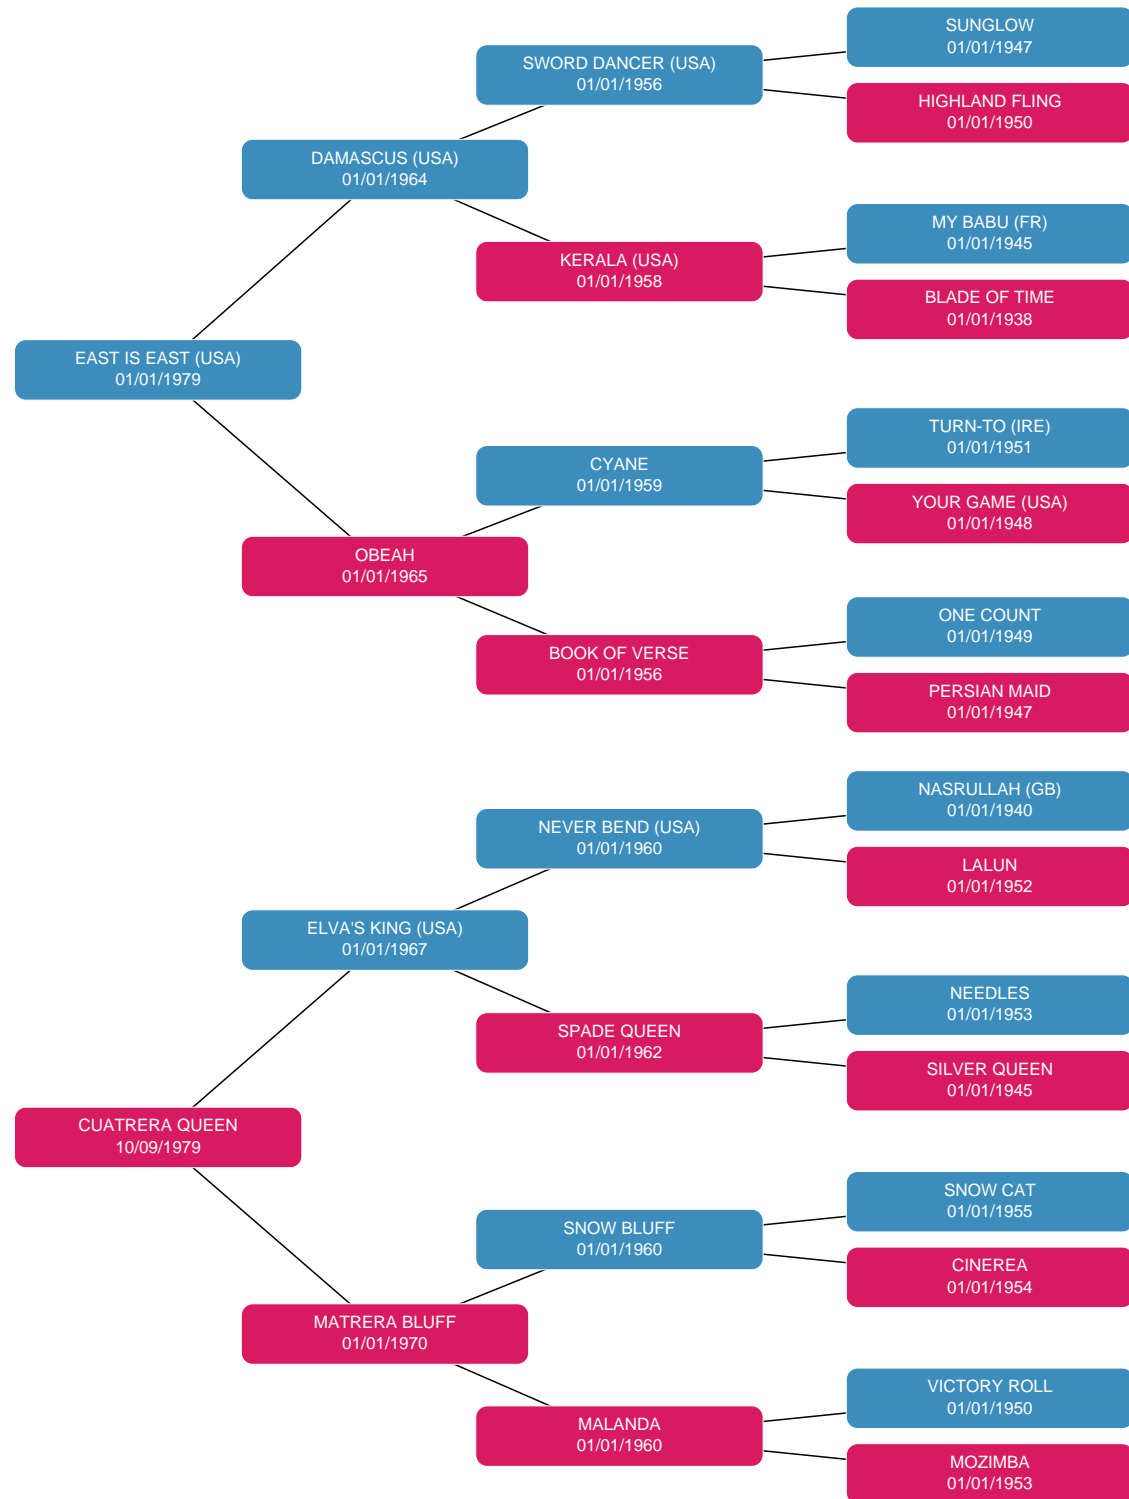 SUNGLOW
01/01/1947
SWORD DANCER (USA)
01/01/1956
HIGHLAND FLING
01/01/1950
DAMASCUS (USA)
01/01/1964
MY BABU (FR)
01/01/1945
KERALA (USA)
01/01/1958
BLADE OF TIME
01/01/1938
EAST IS EAST (USA)
01/01/1979
TURN-TO (IRE)
01/01/1951
CYANE
01/01/1959
YOUR GAME (USA)
01/01/1948
OBEAH
01/01/1965
ONE COUNT
01/01/1949
BOOK OF VERSE
01/01/1956
PERSIAN MAID
01/01/1947
NASRULLAH (GB)
01/01/1940
NEVER BEND (USA)
01/01/1960
LALUN
01/01/1952
ELVA'S KING (USA)
01/01/1967
NEEDLES
01/01/1953
SPADE QUEEN
01/01/1962
SILVER QUEEN
01/01/1945
CUATRERA QUEEN
10/09/1979
SNOW CAT
01/01/1955
SNOW BLUFF
01/01/1960
CINEREA
01/01/1954
MATRERA BLUFF
01/01/1970
VICTORY ROLL
01/01/1950
MALANDA
01/01/1960
MOZIMBA
01/01/1953